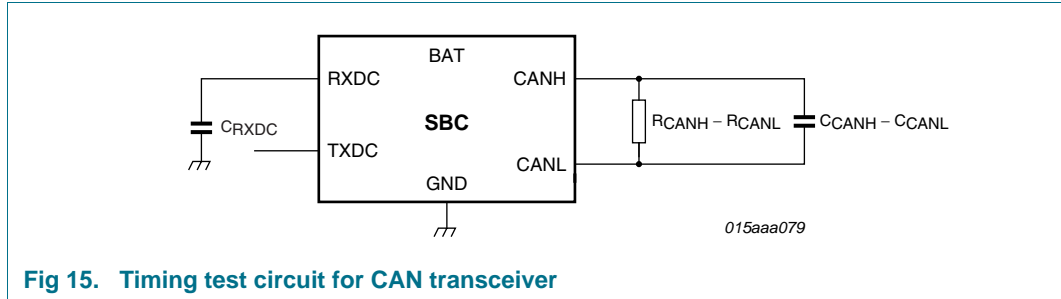 BAT
RXDC
CANH
CRXDC
SBC
RCANH – RCANL
CCANH – CCANL
TXDC
CANL
GND
015aaa079
Fig 15. Timing test circuit for CAN transceiver